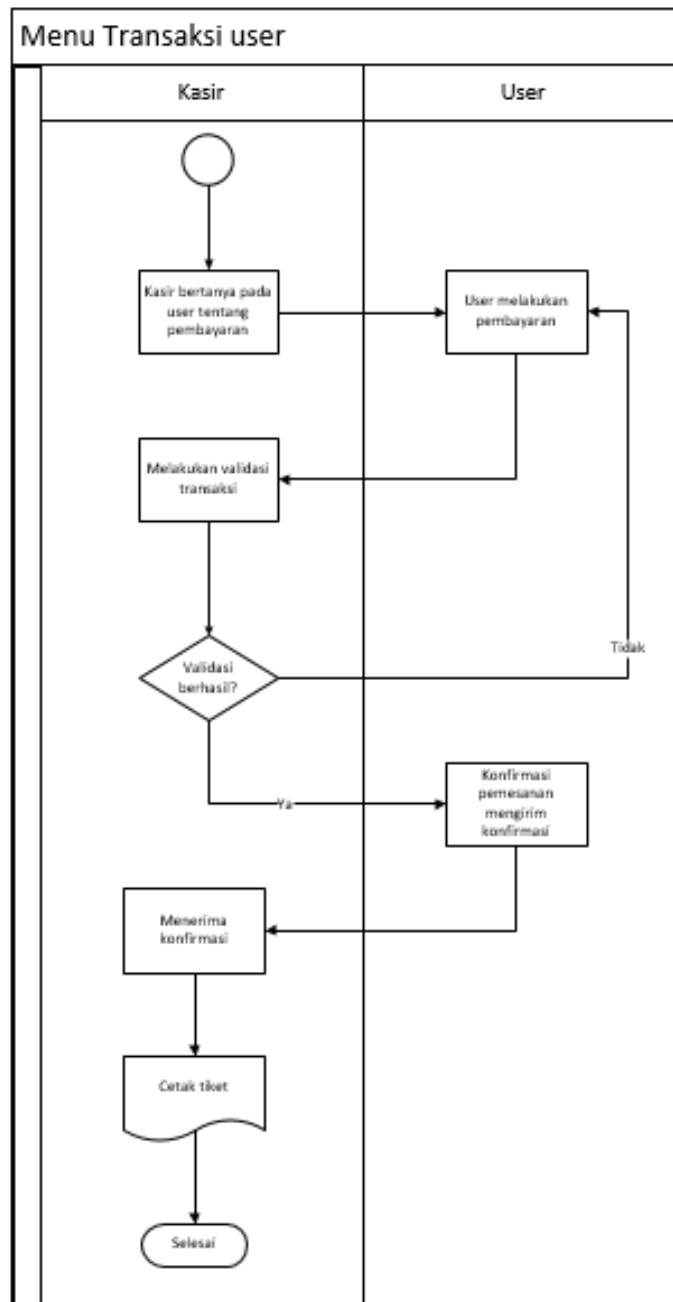 Menu Transaksi user
Kasir
User
Kasir bertanya pada
user tentang
pembayaran
User melakukan
pembayaran
Melakukan validasi
transaksi
Validasi
berhasil?
Tidak
Ya
Konfirmasi
pemesanan
mengirim
konfirmasi
Menerima
konfirmasi
Cetak tiket
Selesai